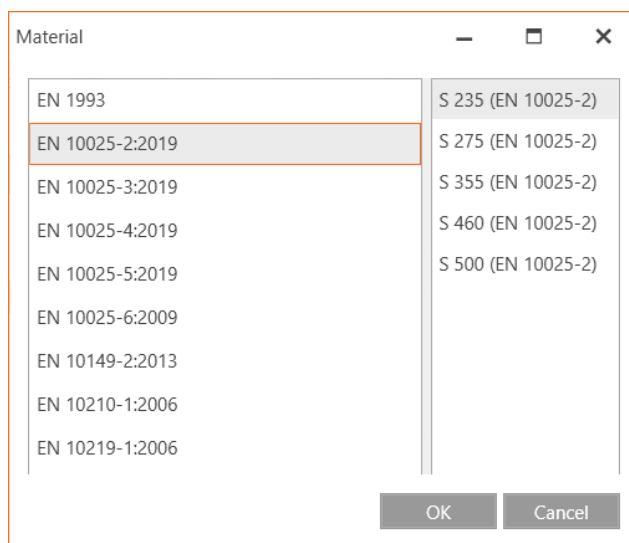 Material
EN 1993
EN 10025-2:2019
EN 10025-3:2019
EN 10025-4:2019
EN 10025-5:2019
EN 10025-6:2009
EN 10149-2:2013
EN 10210-1:2006
EN 10219-1:2006
S 235 (EN 10025-2)
S 275 (EN 10025-2)
S 355 (EN 10025-2)
S 460 (EN 10025-2)
S 500 (EN 10025-2)
OK Cancel